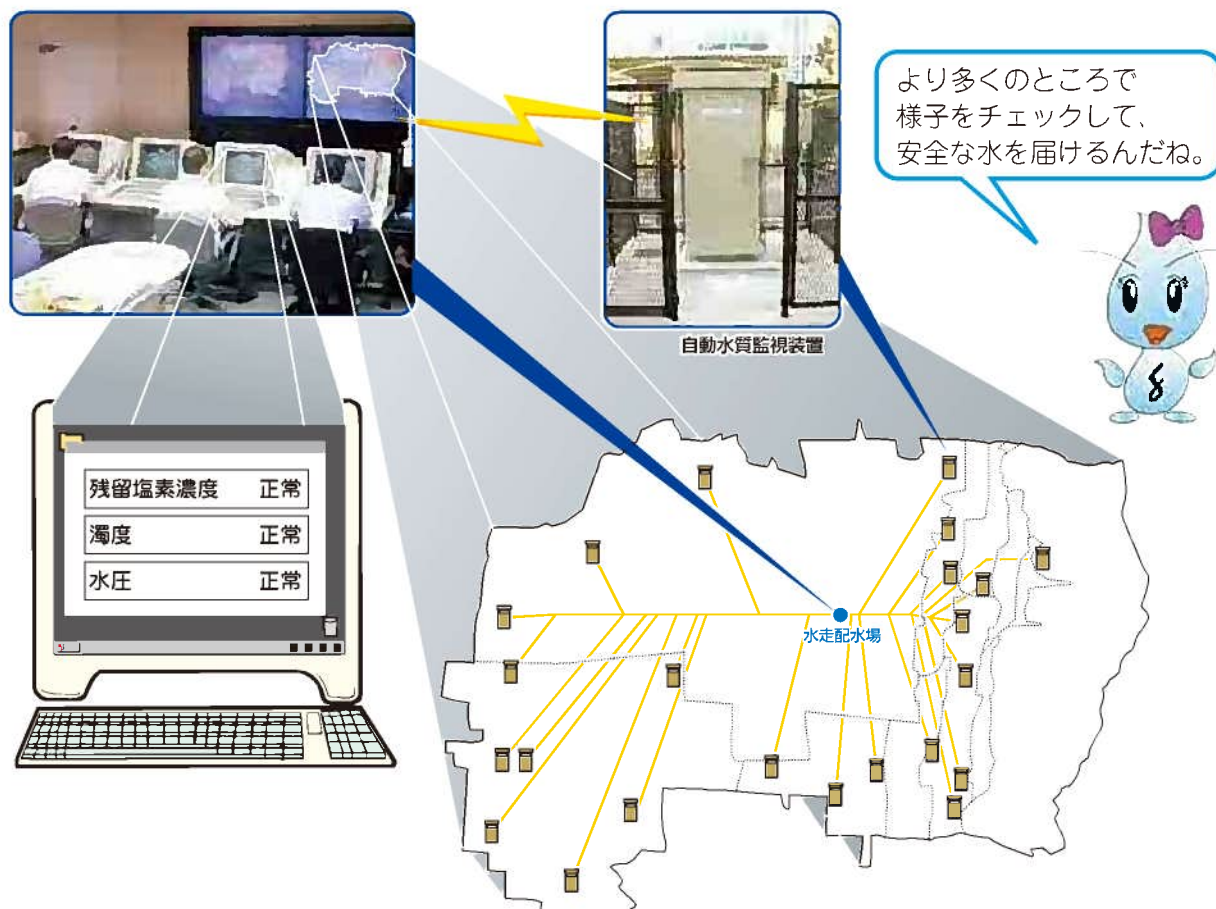 より多くのところで
様子をチェックして、
安全な水を届けるんだね。
自動水質監視装置
残留塩素濃度 正常
濁度 正常
水圧 正常
水走配水場